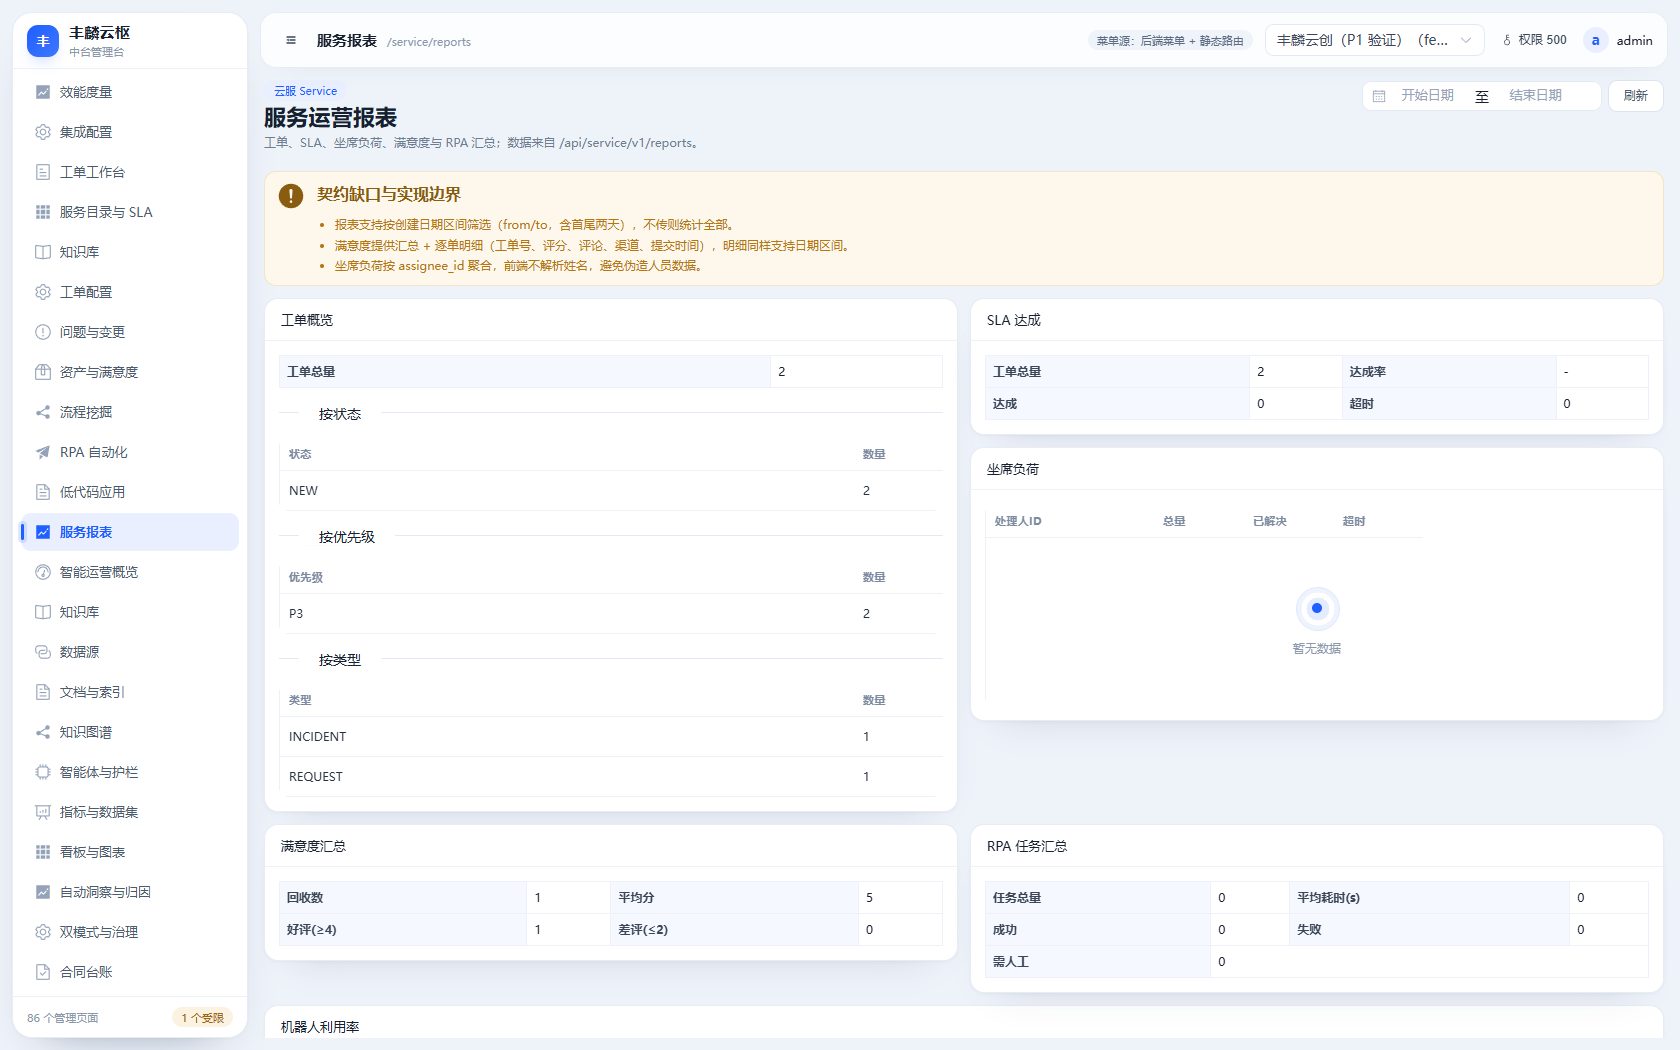 丰
丰麟云枢
中台管理台
效能度量
集成配置
工单工作台
服务目录与 SLA
知识库
工单配置
问题与变更
资产与满意度
流程挖掘
RPA 自动化
低代码应用
服务报表
智能运营概览
知识库
数据源
文档与索引
知识图谱
智能体与护栏
指标与数据集
看板与图表
自动洞察与归因
双模式与治理
合同台账
86 个管理页面
1 个受限
服务报表 /service/reports
菜单源：后端菜单 + 静态路由
丰麟云创（P1 验证）（fe...
权限 500
a admin
云服 Service
服务运营报表
工单、SLA、坐席负荷、满意度与 RPA 汇总；数据来自 /api/service/v1/reports。
开始日期 至 结束日期
刷新
契约缺口与实现边界
• 报表支持按创建日期区间筛选（from/to，含首尾两天），不传则统计全部。
• 满意度提供汇总 + 逐单明细（工单号、评分、评论、渠道、提交时间），明细同样支持日期区间。
• 坐席负荷按 assignee_id 聚合，前端不解析姓名，避免伪造人员数据。
工单概览
工单总量 2
按状态
状态 数量
NEW 2
按优先级
优先级 数量
P3 2
按类型
类型 数量
INCIDENT 1
REQUEST 1
SLA 达成
工单总量 2 达成率 -
达成 0 超时 0
坐席负荷
处理人ID 总量 已解决 超时
暂无数据
满意度汇总
回收数 1 平均分 5
好评(≥4) 1 差评(≤2) 0
RPA 任务汇总
任务总量 0 平均耗时(s) 0
成功 0 失败 0
需人工 0
机器人利用率